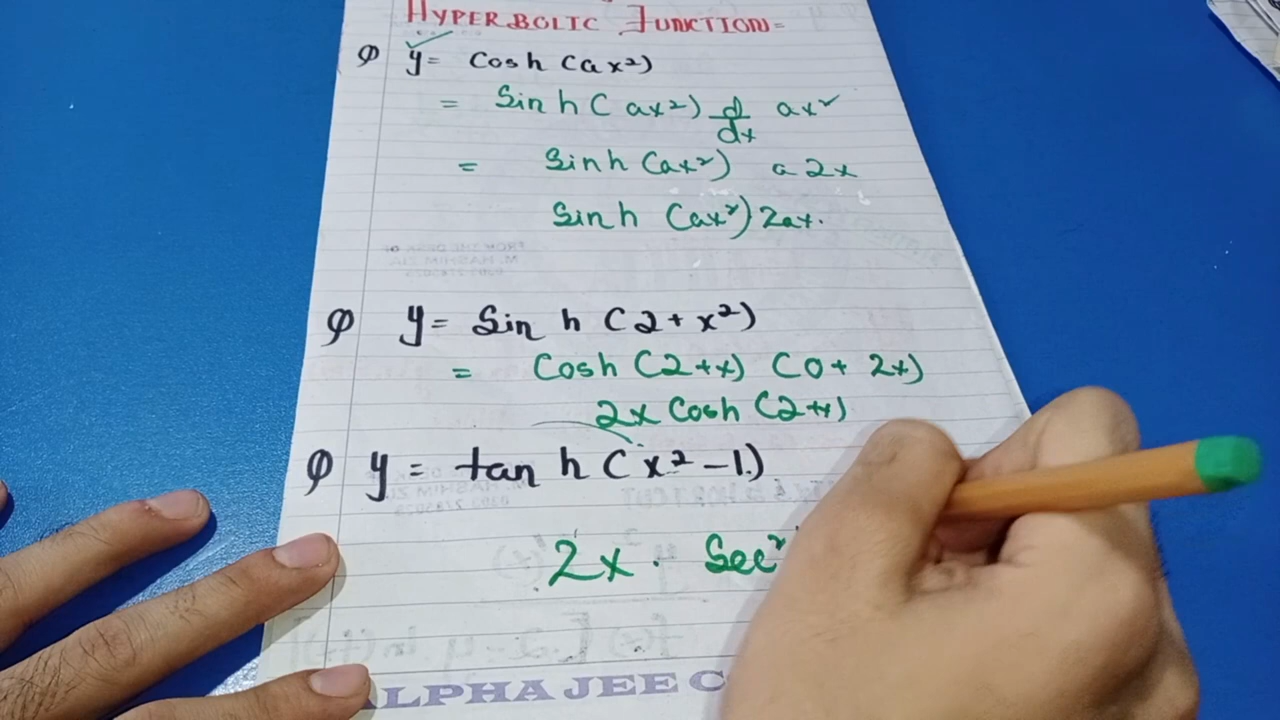 HYPERBOLIC FUNCTION=
Φ y= Cosh (ax²)
= Sinh (ax²) d/dx ax²
= Sinh (ax²) a 2x
Sinh (ax²) 2ax.
Φ y= Sin h (2+x²)
= Cosh (2+x) (0+ 2x)
2x Cosh (2+x)
Φ y = tan h (x²-1)
2x . Sec²
ALPHA JEE C